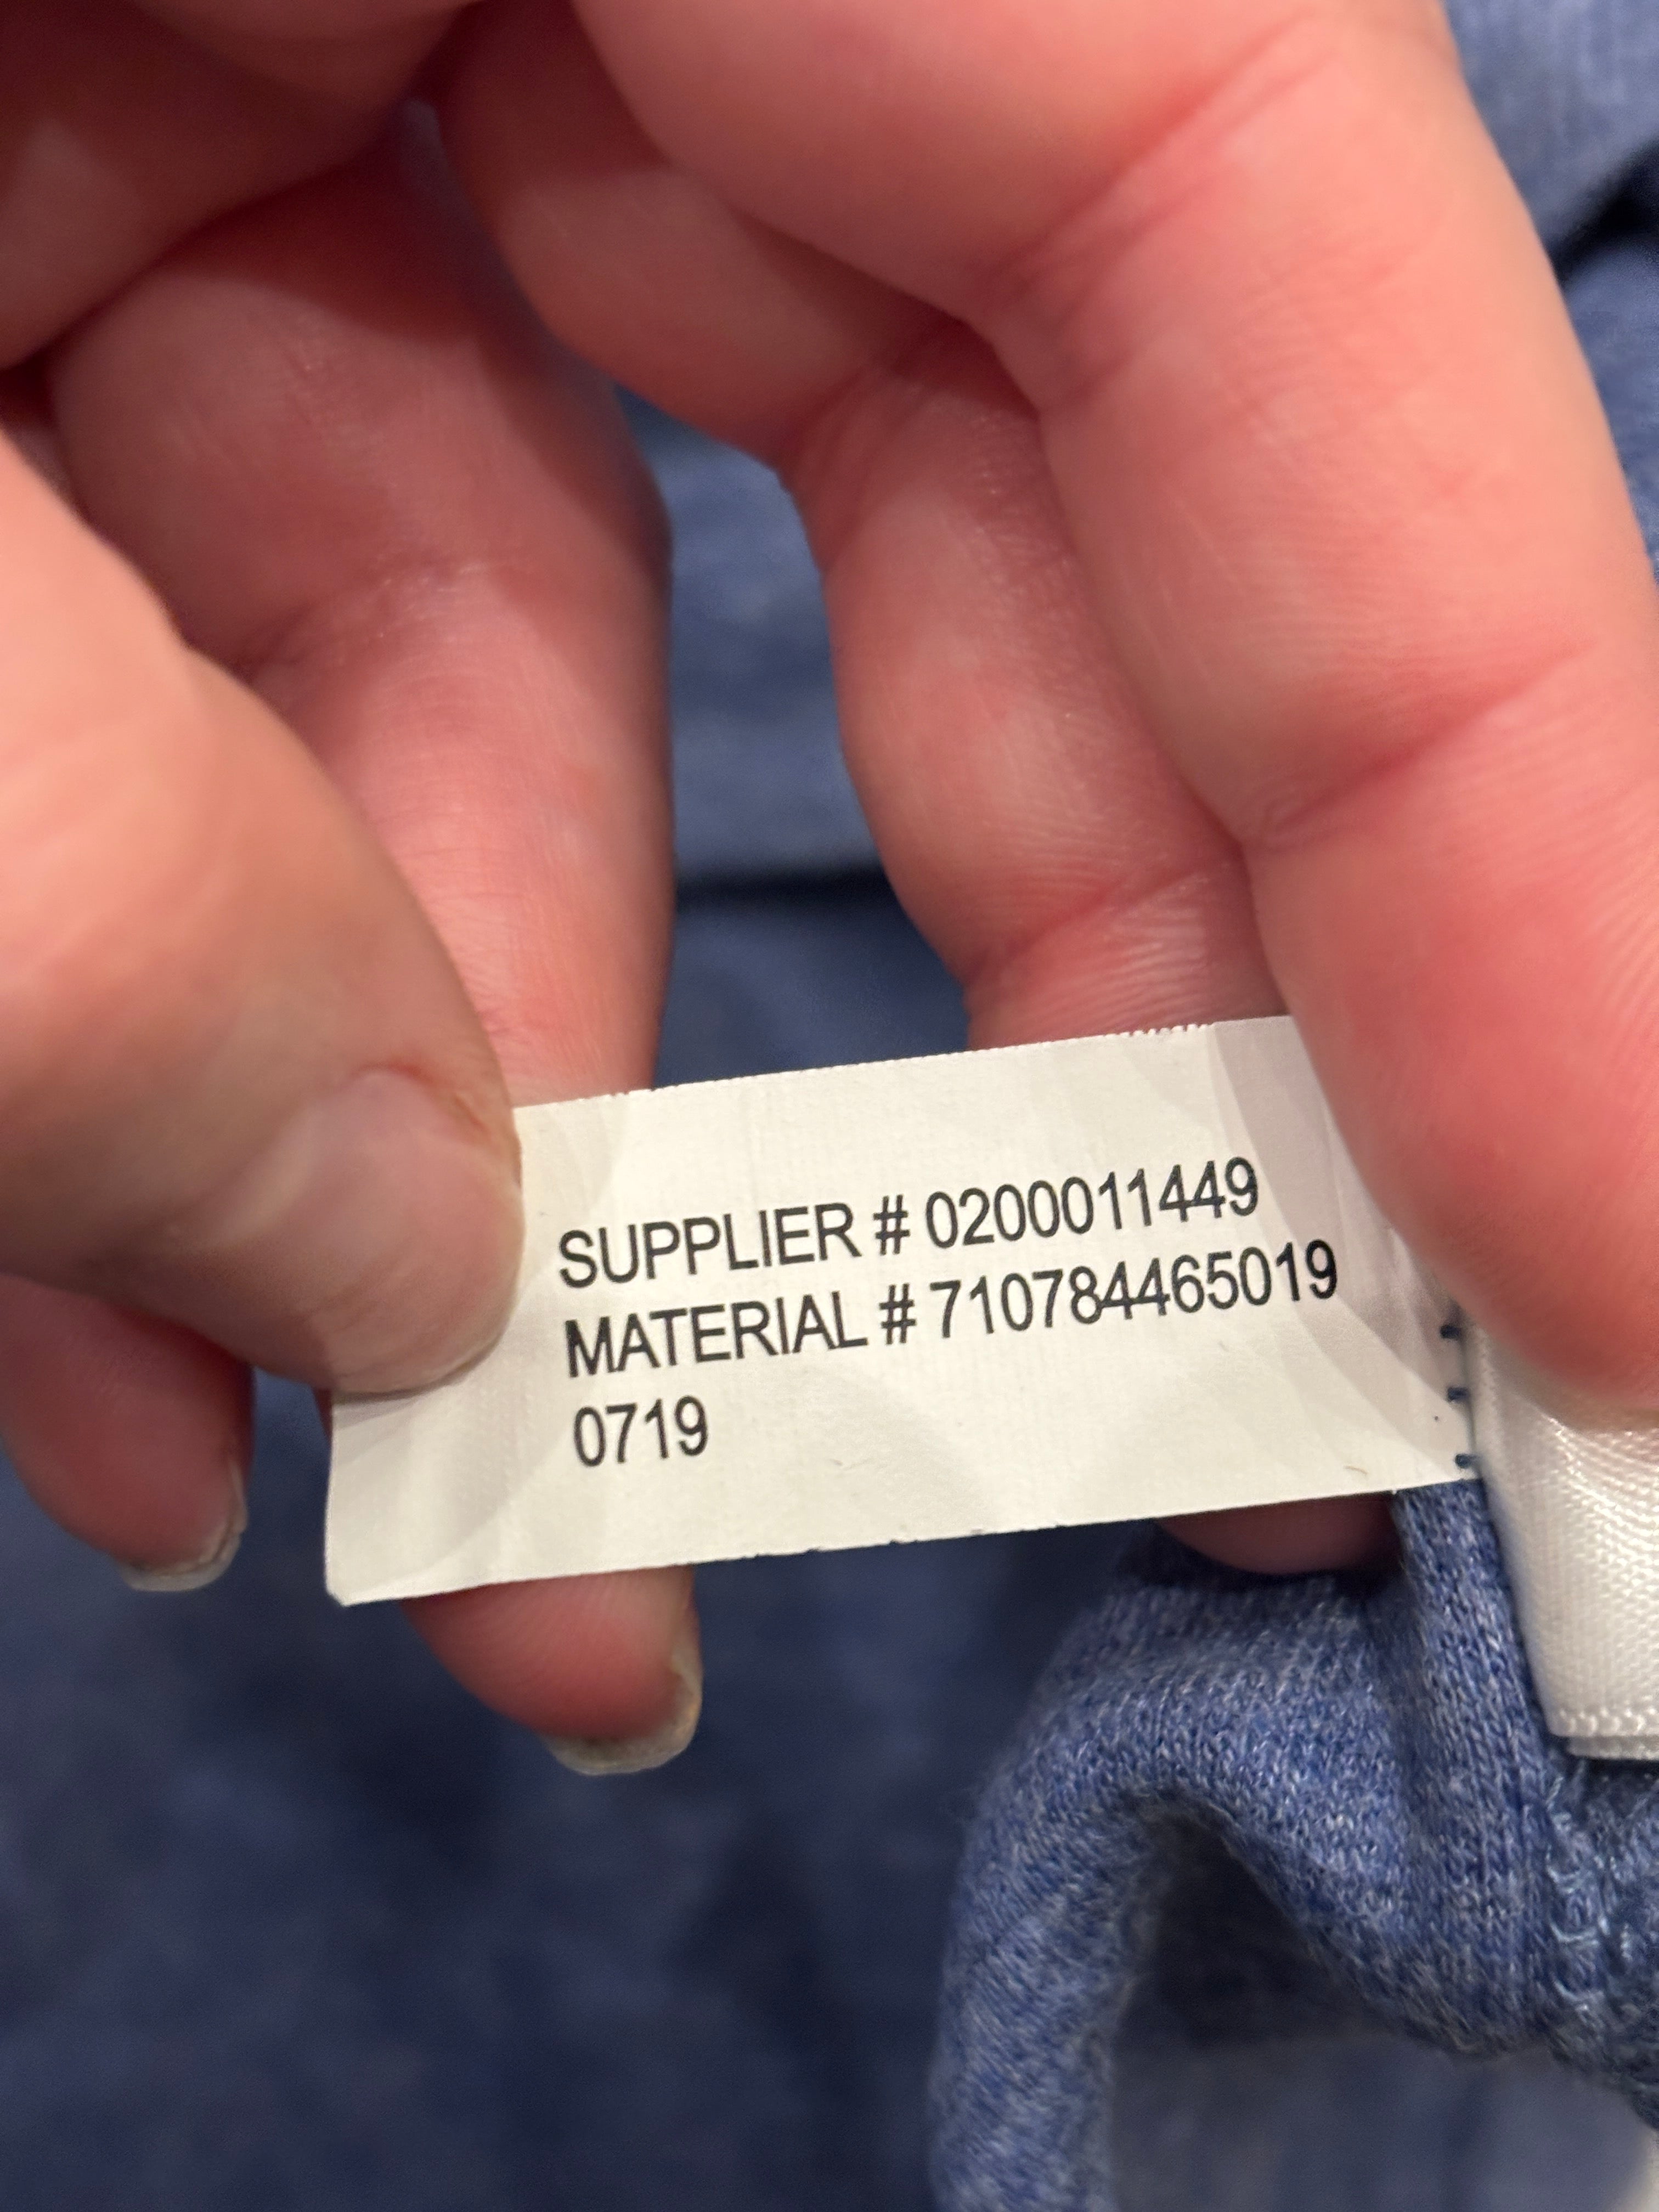 SUPPLIER # 0200011449
MATERIAL # 710784465019
0719